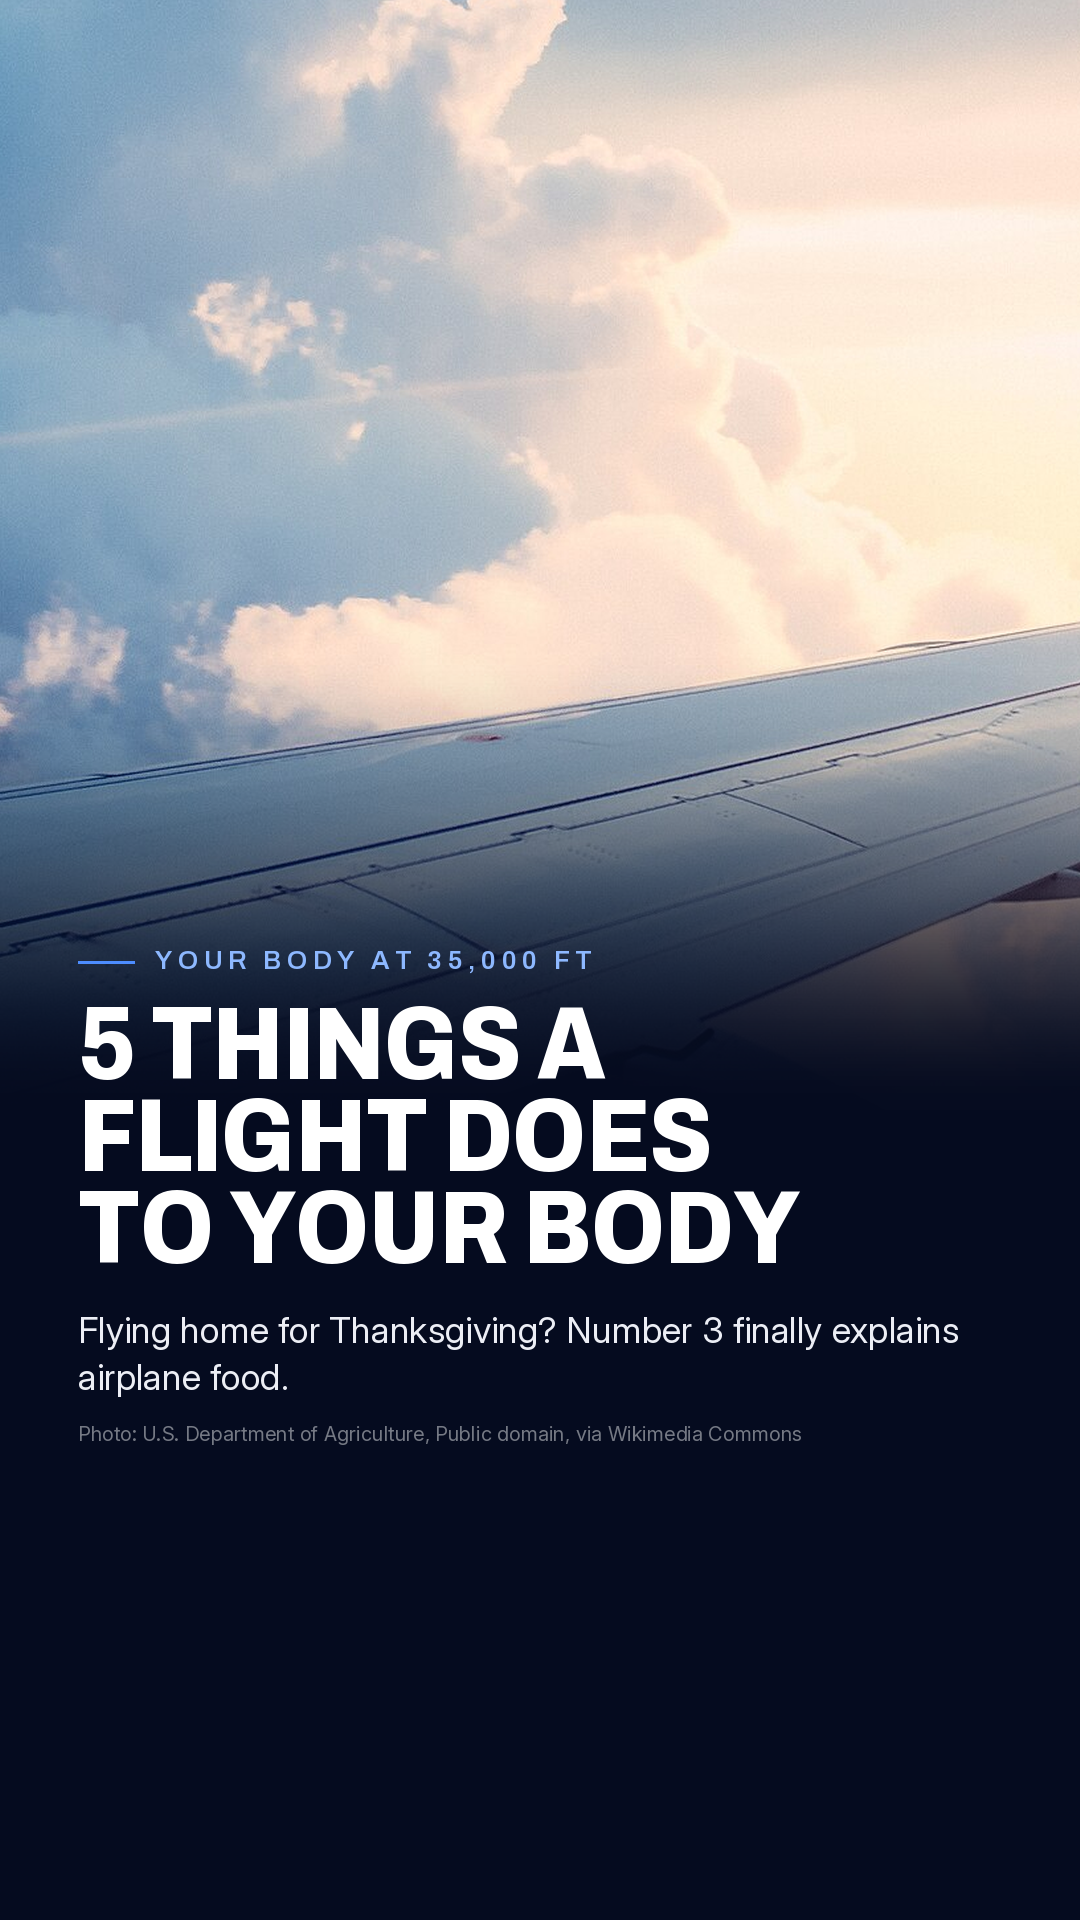 YOUR BODY AT 35,000 FT
5 THINGS A
FLIGHT DOES
TO YOUR BODY
Flying home for Thanksgiving? Number 3 finally explains
airplane food.
Photo: U.S. Department of Agriculture, Public domain, via Wikimedia Commons